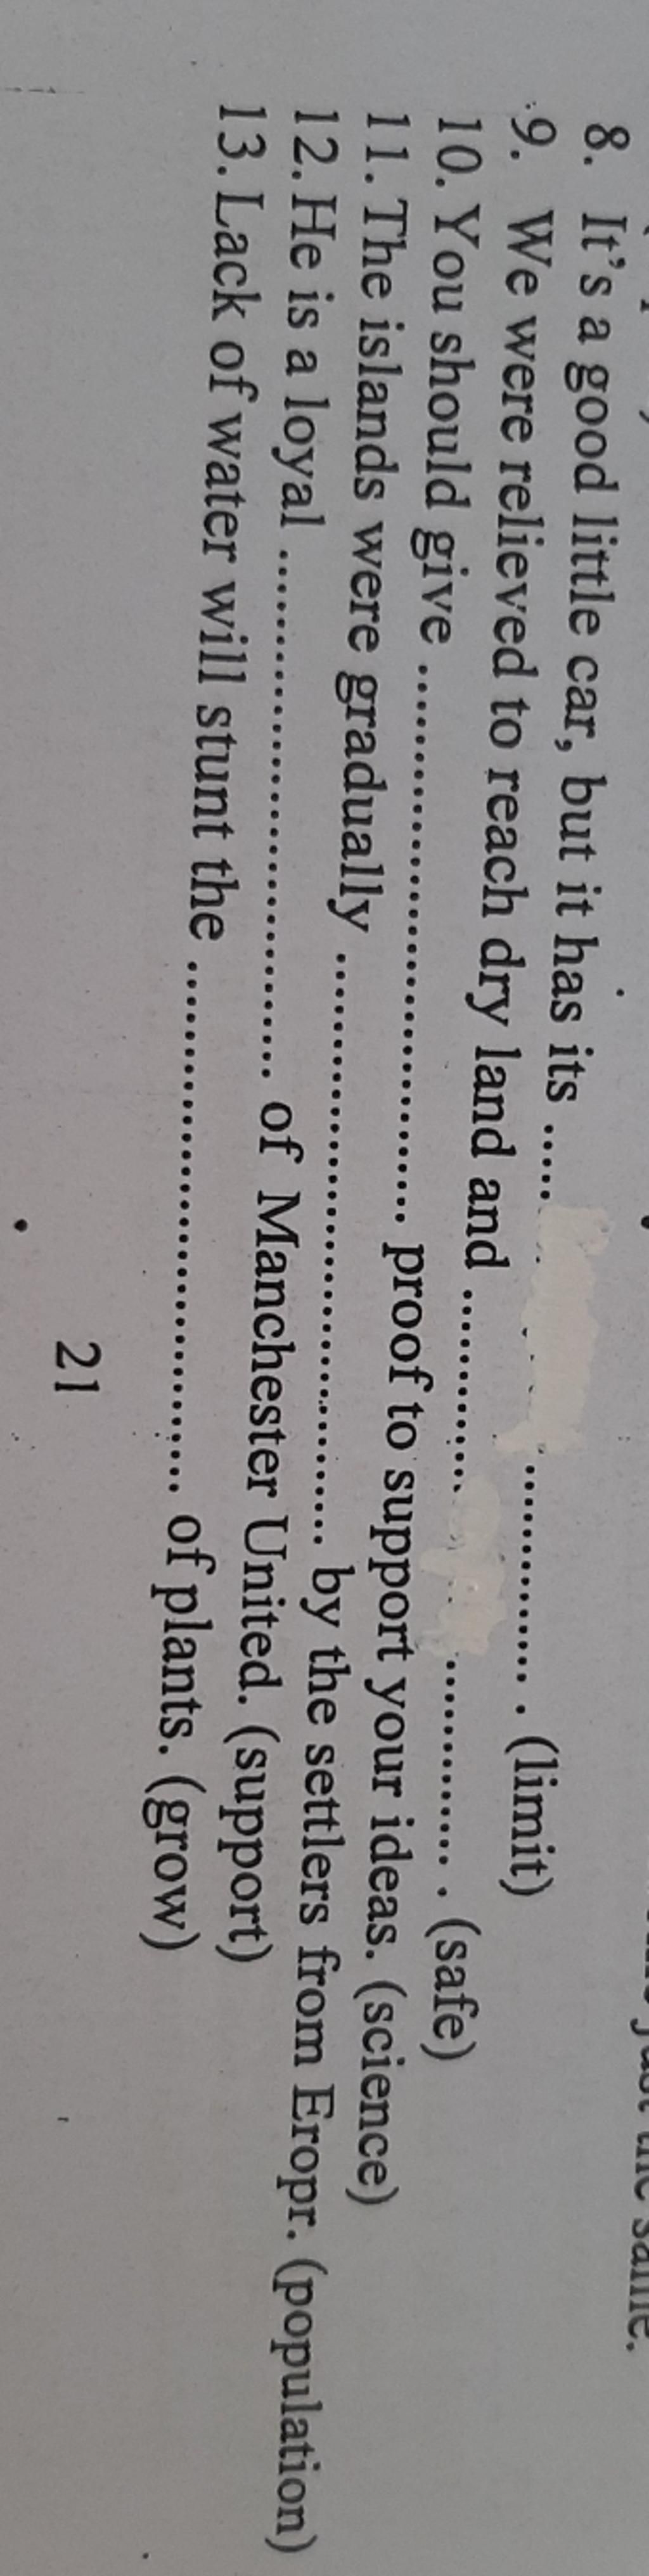 same.
8. It's a good little car, but it has its ..... ............. . (limit)
9. We were relieved to reach dry land and .............. ............. . (safe)
10. You should give ................................... proof to support your ideas. (science)
11. The islands were gradually ..................................... by the settlers from Eropr. (population)
12. He is a loyal ................................. of Manchester United. (support)
13. Lack of water will stunt the ................................. of plants. (grow)
21